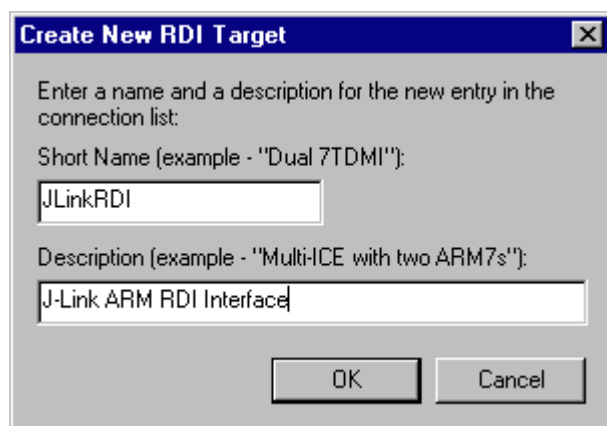 Create New RDI Target
Enter a name and a description for the new entry in the
connection list:
Short Name (example - "Dual 7TDMI"):
JLinkRDI
Description (example - "Multi-ICE with two ARM7s"):
J-Link ARM RDI Interface
OK
Cancel